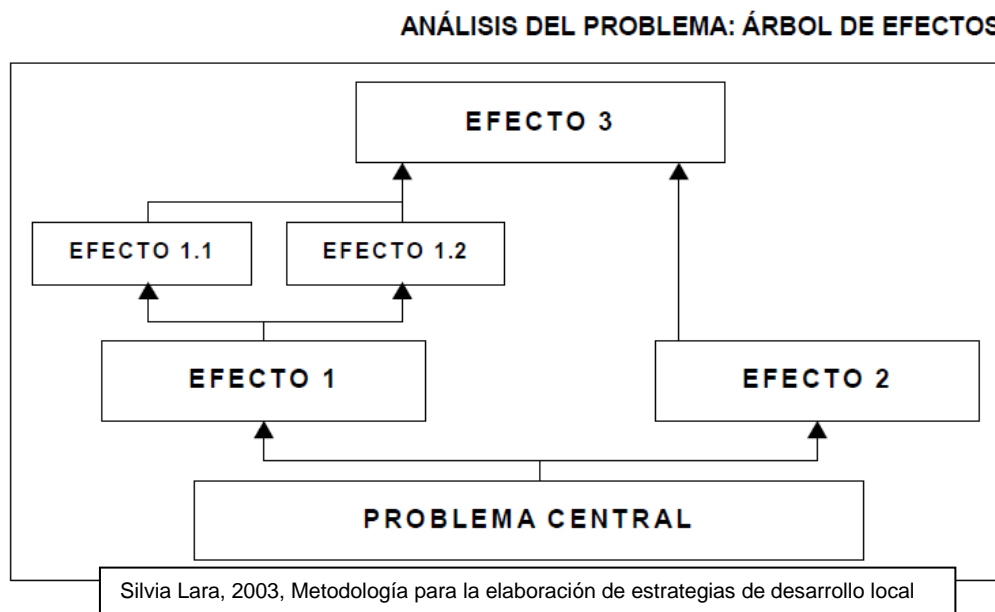 ANÁLISIS DEL PROBLEMA: ÁRBOL DE EFECTOS
EFECTO 3
EFECTO 1.1
EFECTO 1.2
EFECTO 1
EFECTO 2
PROBLEMA CENTRAL
Silvia Lara, 2003, Metodología para la elaboración de estrategias de desarrollo local